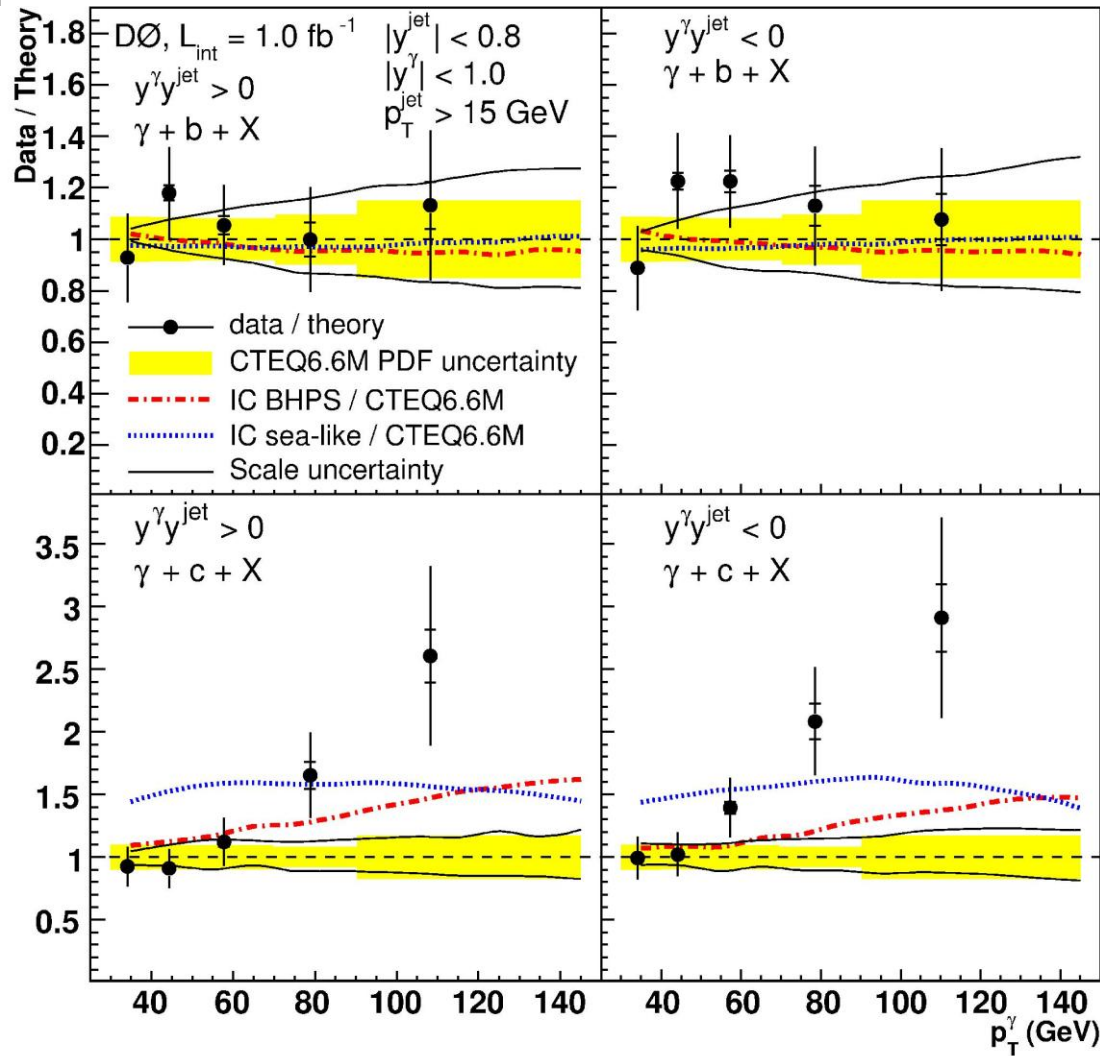 Data / Theory
1.8
1.6
1.4
1.2
1
0.8
0.6
0.4
0.2
DØ, L_int = 1.0 fb⁻¹
y^γ y^jet > 0
γ + b + X
|y^jet| < 0.8
|y^γ| < 1.0
p_T^jet > 15 GeV
data / theory
CTEQ6.6M PDF uncertainty
IC BHPS / CTEQ6.6M
IC sea-like / CTEQ6.6M
Scale uncertainty
y^γ y^jet < 0
γ + b + X
3.5
3
2.5
2
1.5
1
0.5
y^γ y^jet > 0
γ + c + X
y^γ y^jet < 0
γ + c + X
40 60 80 100 120 140
40 60 80 100 120 140
p_T^γ (GeV)